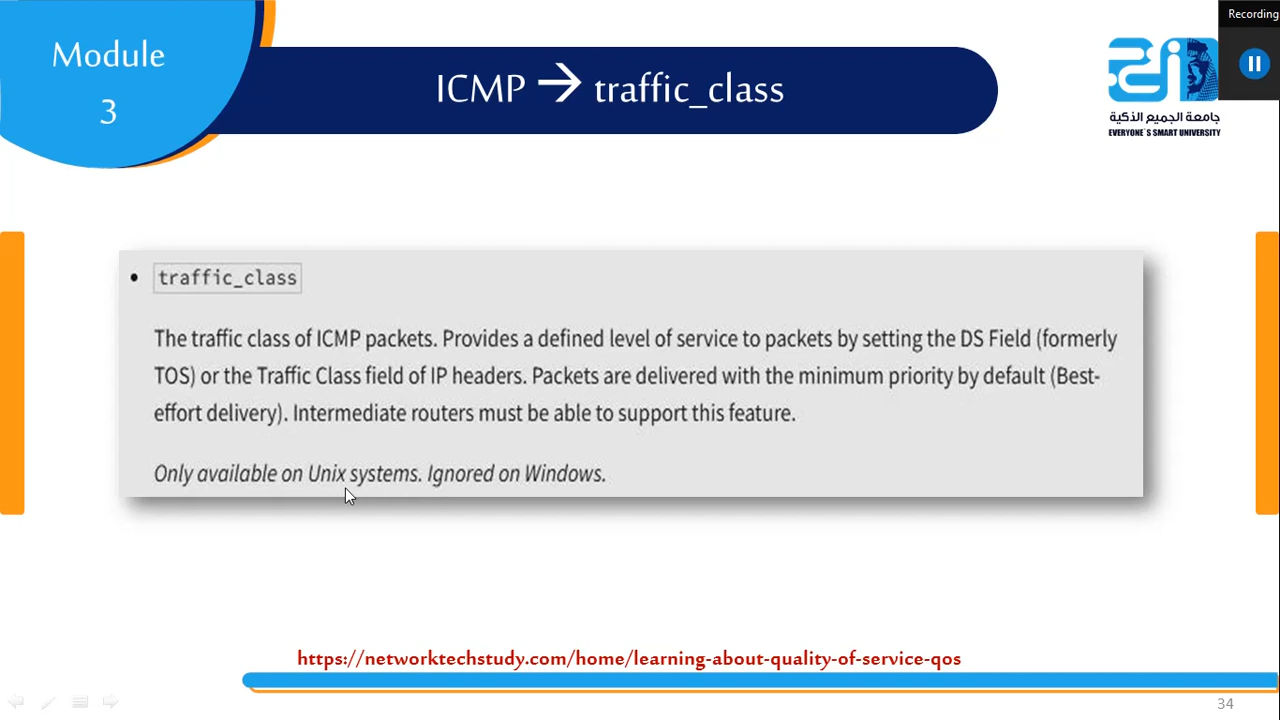 Recording
Module
3
ICMP → traffic_class
جامعة الجميع الذكية
EVERYONE'S SMART UNIVERSITY
• traffic_class
The traffic class of ICMP packets. Provides a defined level of service to packets by setting the DS Field (formerly
TOS) or the Traffic Class field of IP headers. Packets are delivered with the minimum priority by default (Best-
effort delivery). Intermediate routers must be able to support this feature.
Only available on Unix systems. Ignored on Windows.
https://networktechstudy.com/home/learning-about-quality-of-service-qos
34